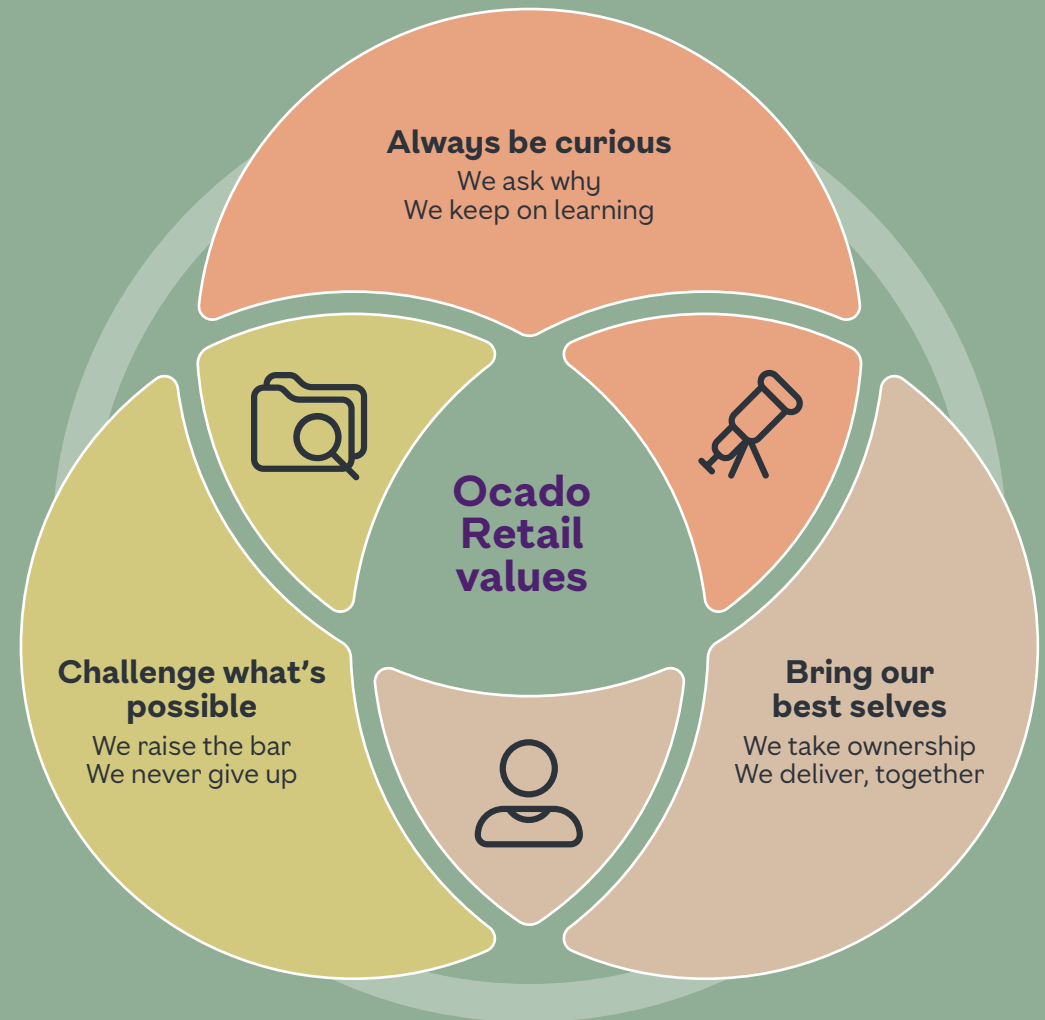 Always be curious
We ask why
We keep on learning
Ocado
Retail
values
Challenge what's
possible
We raise the bar
We never give up
Bring our
best selves
We take ownership
We deliver, together